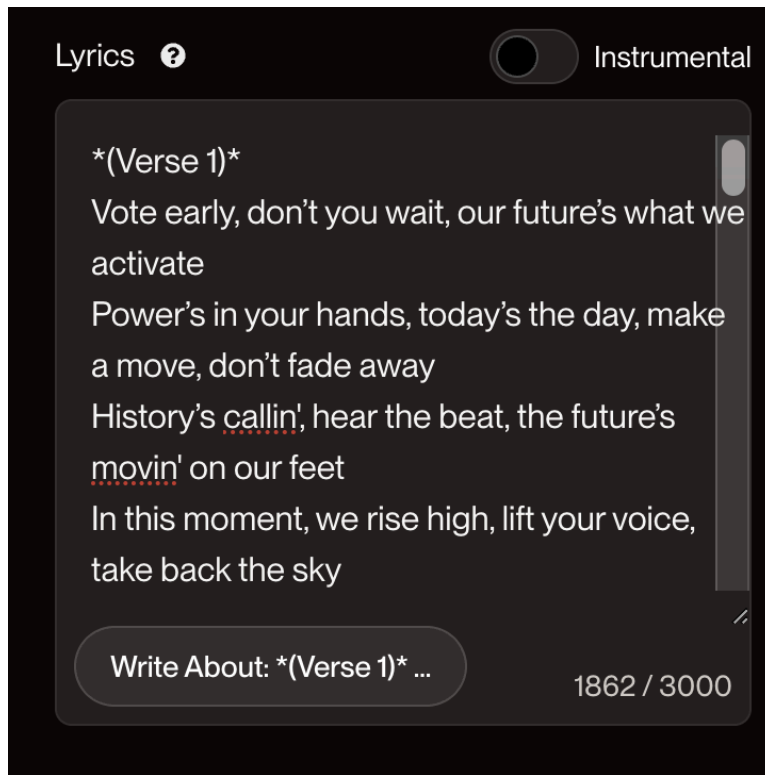 Lyrics ?
Instrumental
*(Verse 1)*
Vote early, don’t you wait, our future’s what we
activate
Power’s in your hands, today’s the day, make
a move, don’t fade away
History’s callin', hear the beat, the future’s
movin' on our feet
In this moment, we rise high, lift your voice,
take back the sky
Write About: *(Verse 1)* ...
1862 / 3000